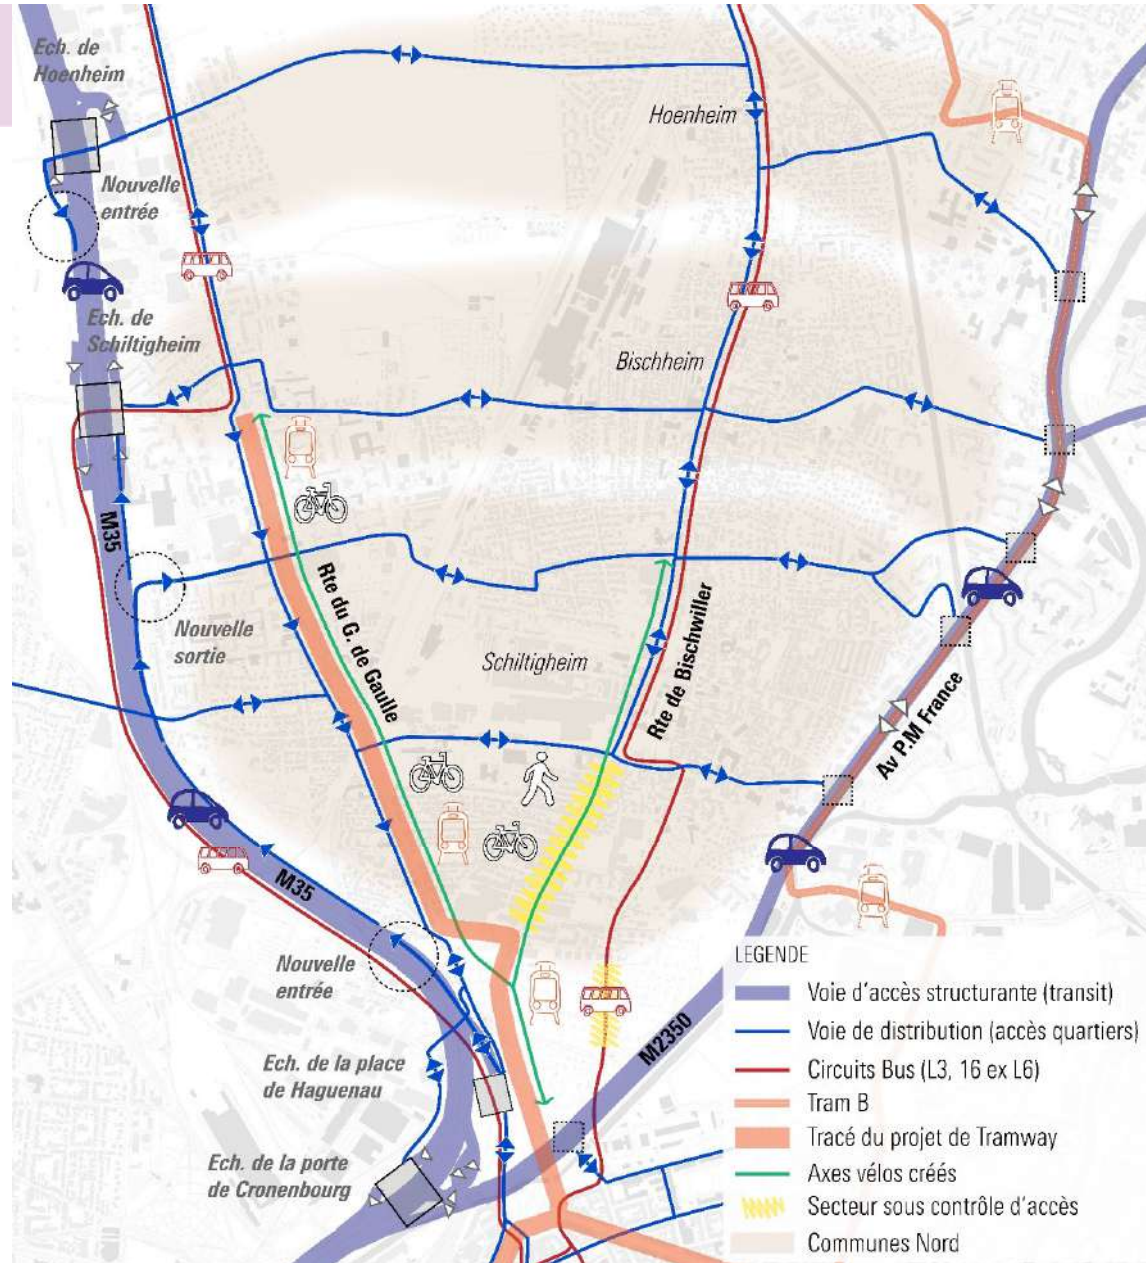 Ech. de
Hoenheim
Hoenheim
Nouvelle
entrée
Ech. de
Schiltigheim
Bischheim
M35
Nouvelle
sortie
Rte du G. de Gaulle
Schiltigheim
Rte de Bischwiller
Av P.M France
M35
Nouvelle
entrée
M2350
Ech. de la place
de Haguenau
Ech. de la porte
de Cronenbourg
LEGENDE
Voie d'accès structurante (transit)
Voie de distribution (accès quartiers)
Circuits Bus (L3, 16 ex L6)
Tram B
Tracé du projet de Tramway
Axes vélos créés
Secteur sous contrôle d'accès
Communes Nord